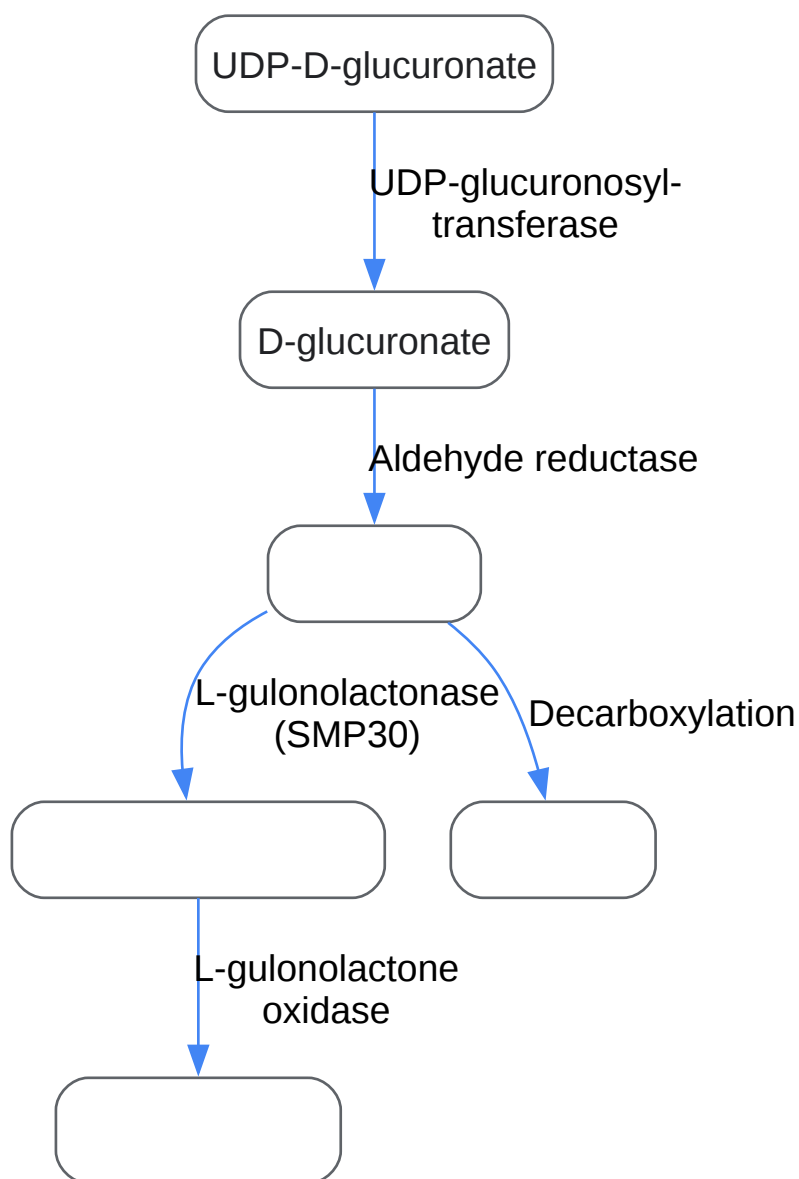 UDP-D-glucuronate
UDP-glucuronosyl-
transferase
D-glucuronate
Aldehyde reductase
L-gulonolactonase
(SMP30)
Decarboxylation
L-gulonolactone
oxidase